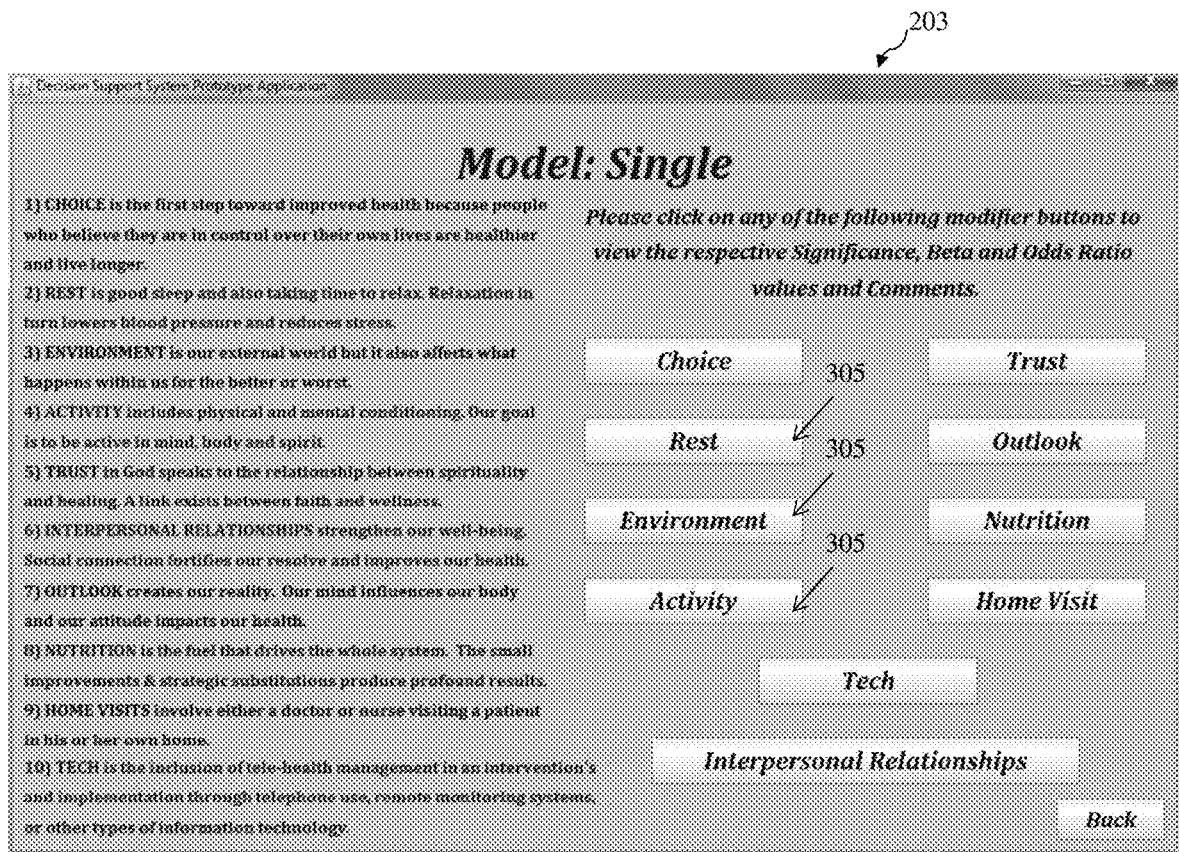 203
Decision Support System Prototype Application
Model: Single
1) CHOICE is the first step toward improved health because people
who believe they are in control over their own lives are healthier
and live longer.
2) REST is good sleep and also taking time to relax. Relaxation in
turn lowers blood pressure and reduces stress.
3) ENVIRONMENT is our external world but it also affects what
happens within us for the better or worst.
4) ACTIVITY includes physical and mental conditioning. Our goal
is to be active in mind, body and spirit.
5) TRUST in God speaks to the relationship between spirituality
and healing. A link exists between faith and wellness.
6) INTERPERSONAL RELATIONSHIPS strengthen our well-being.
Social connection fortifies our resolve and improves our health.
7) OUTLOOK creates our reality. Our mind influences our body
and our attitude impacts our health.
8) NUTRITION is the fuel that drives the whole system. The small
improvements & strategic substitutions produce profound results.
9) HOME VISITS involve either a doctor or nurse visiting a patient
in his or her own home.
10) TECH is the inclusion of tele-health management in an intervention's
and implementation through telephone use, remote monitoring systems,
or other types of information technology.
Please click on any of the following modifier buttons to
view the respective Significance, Beta and Odds Ratio
values and Comments.
Choice
Trust
305
Rest
Outlook
305
Environment
Nutrition
305
Activity
Home Visit
Tech
Interpersonal Relationships
Back